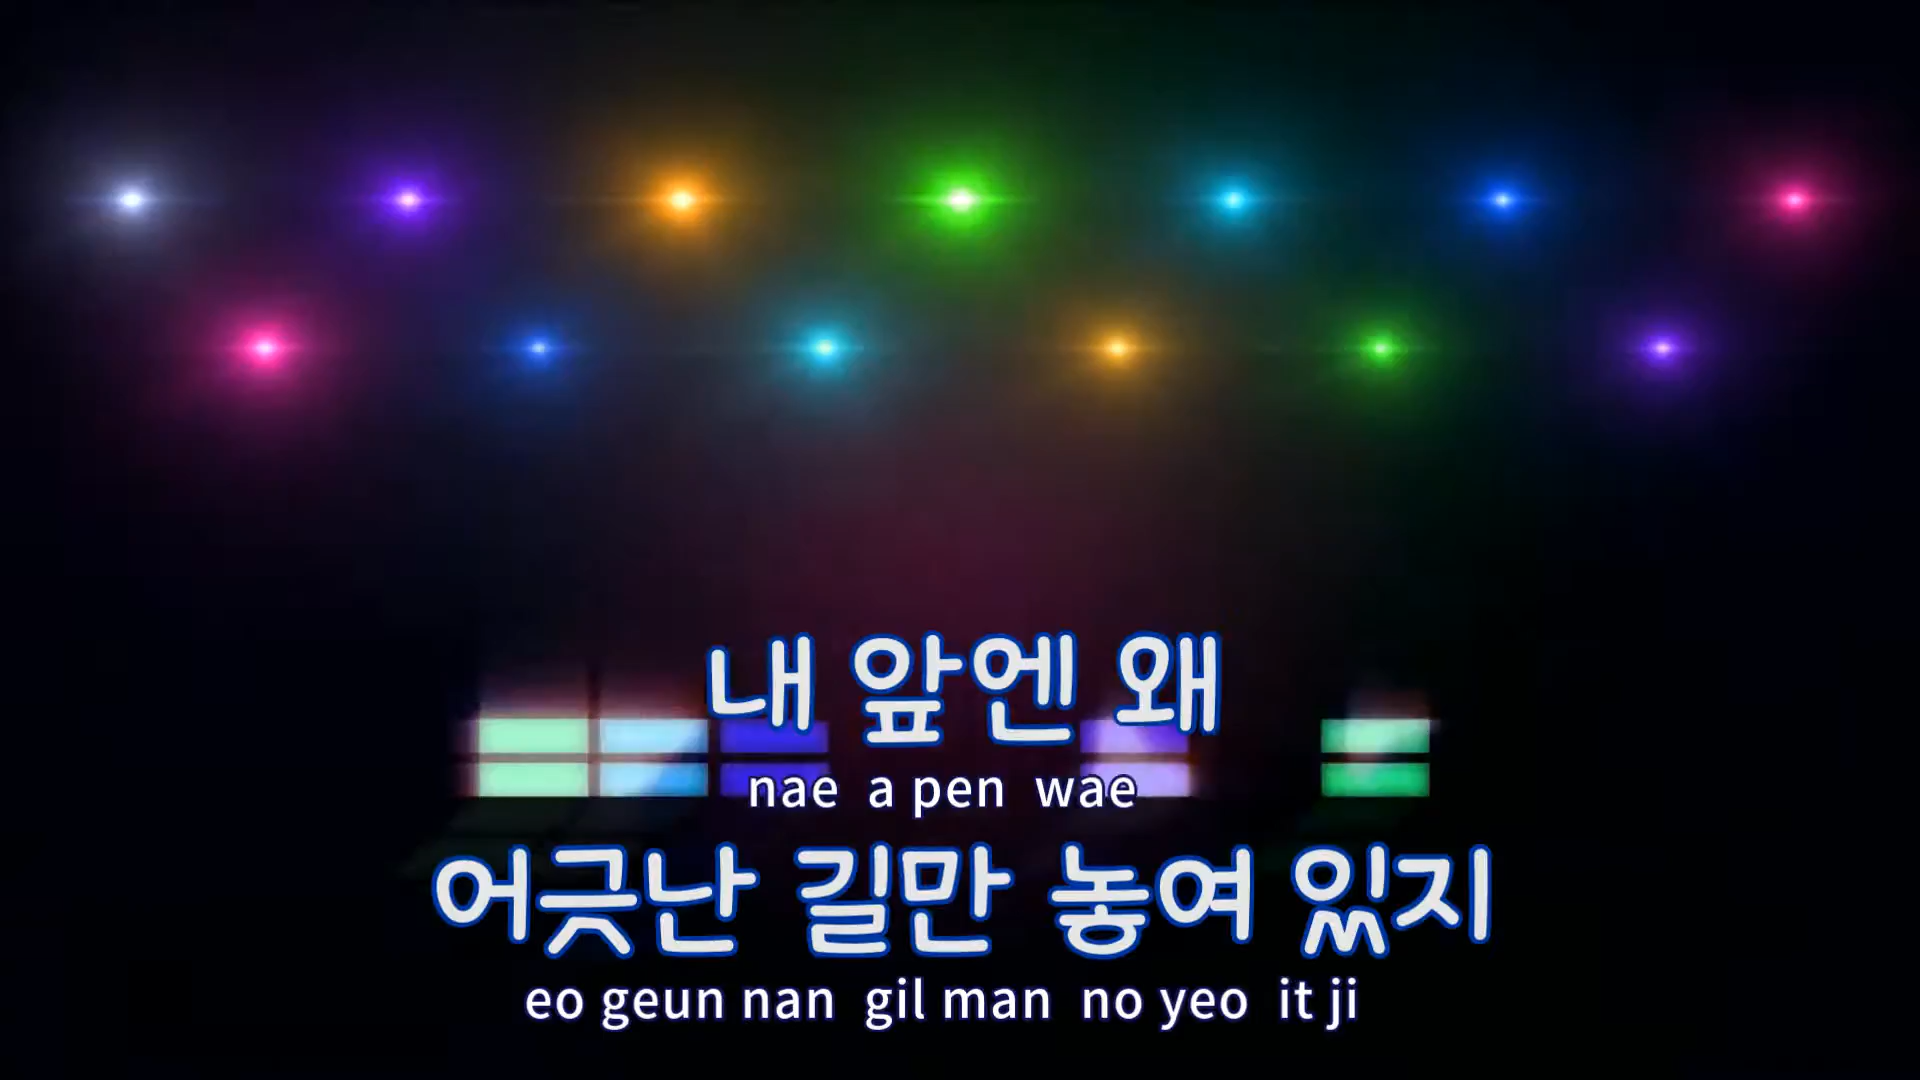 내 앞엔 왜
nae a pen wae
어긋난 길만 놓여 있지
eo geun nan gil man no yeo it ji